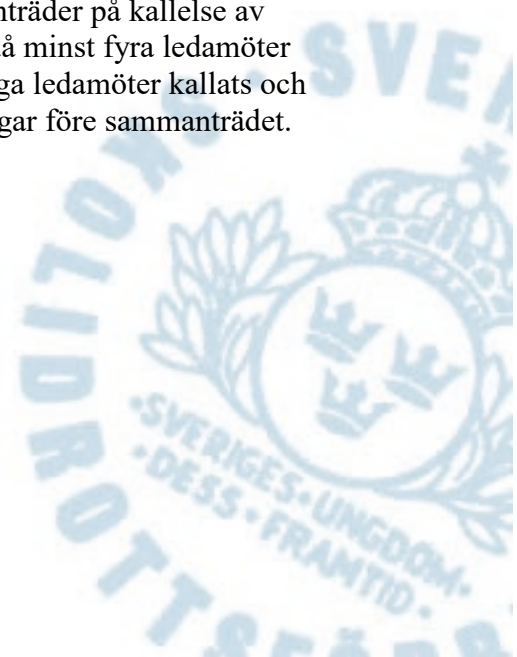 nträder på kallelse av
å minst fyra ledamöter
ga ledamöter kallats och
gar före sammanträdet.
SVE
SKOLIDROTTSFÖR
•SVERIGES•UNGDOM•
•DESS•FRAMTID•